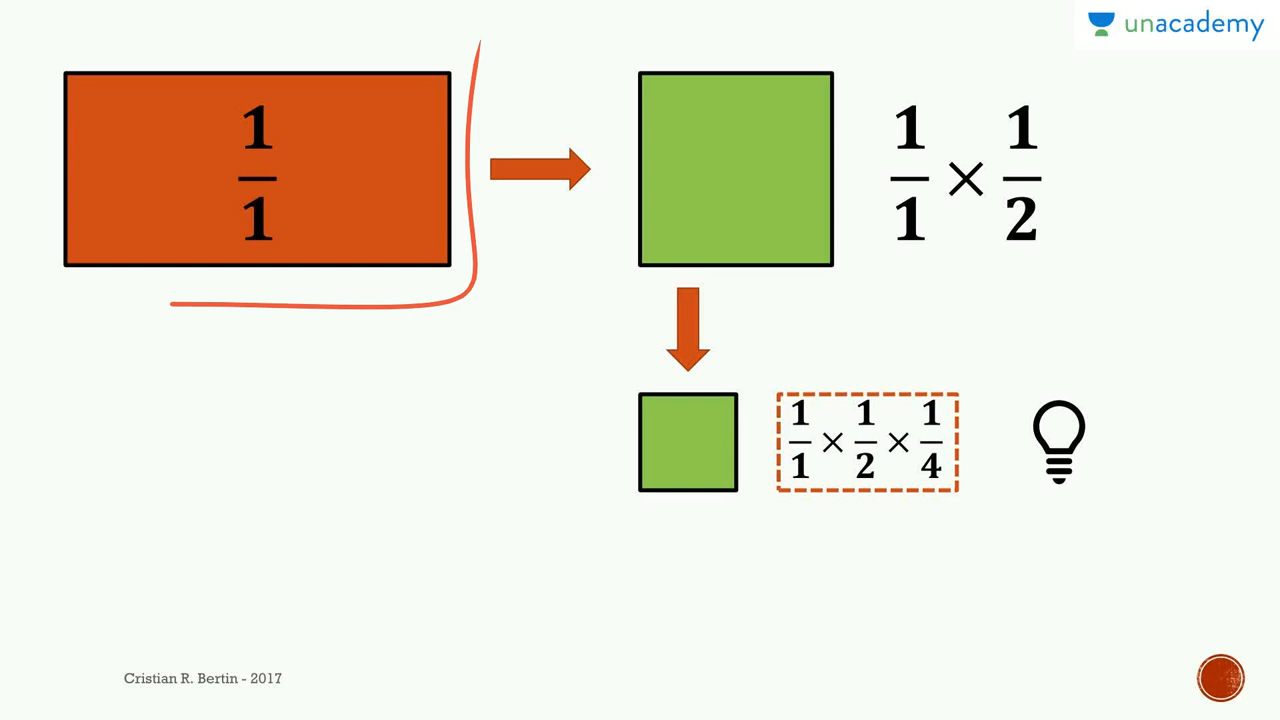 unacademy
1/1
1/1 × 1/2
1/1 × 1/2 × 1/4
Cristian R. Bertin - 2017